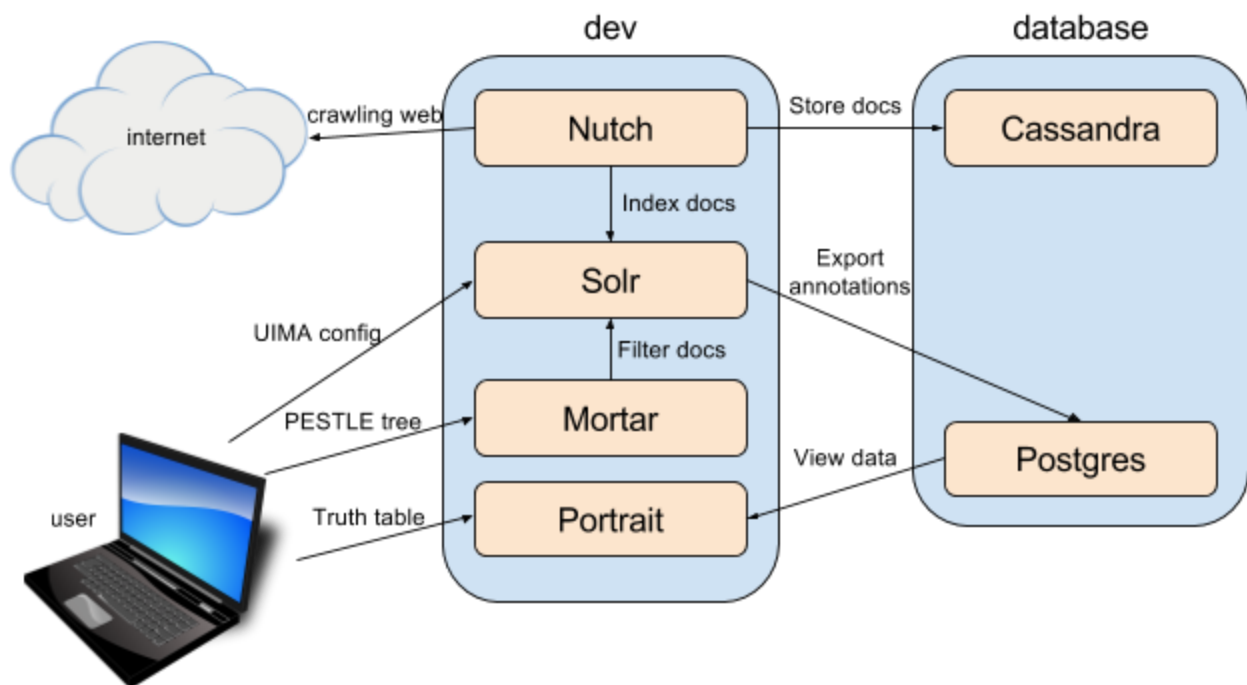 dev
database
crawling web
internet
Nutch
Store docs
Cassandra
Index docs
Solr
Export
annotations
UIMA config
Filter docs
PESTLE tree
Mortar
View data
Postgres
user
Truth table
Portrait